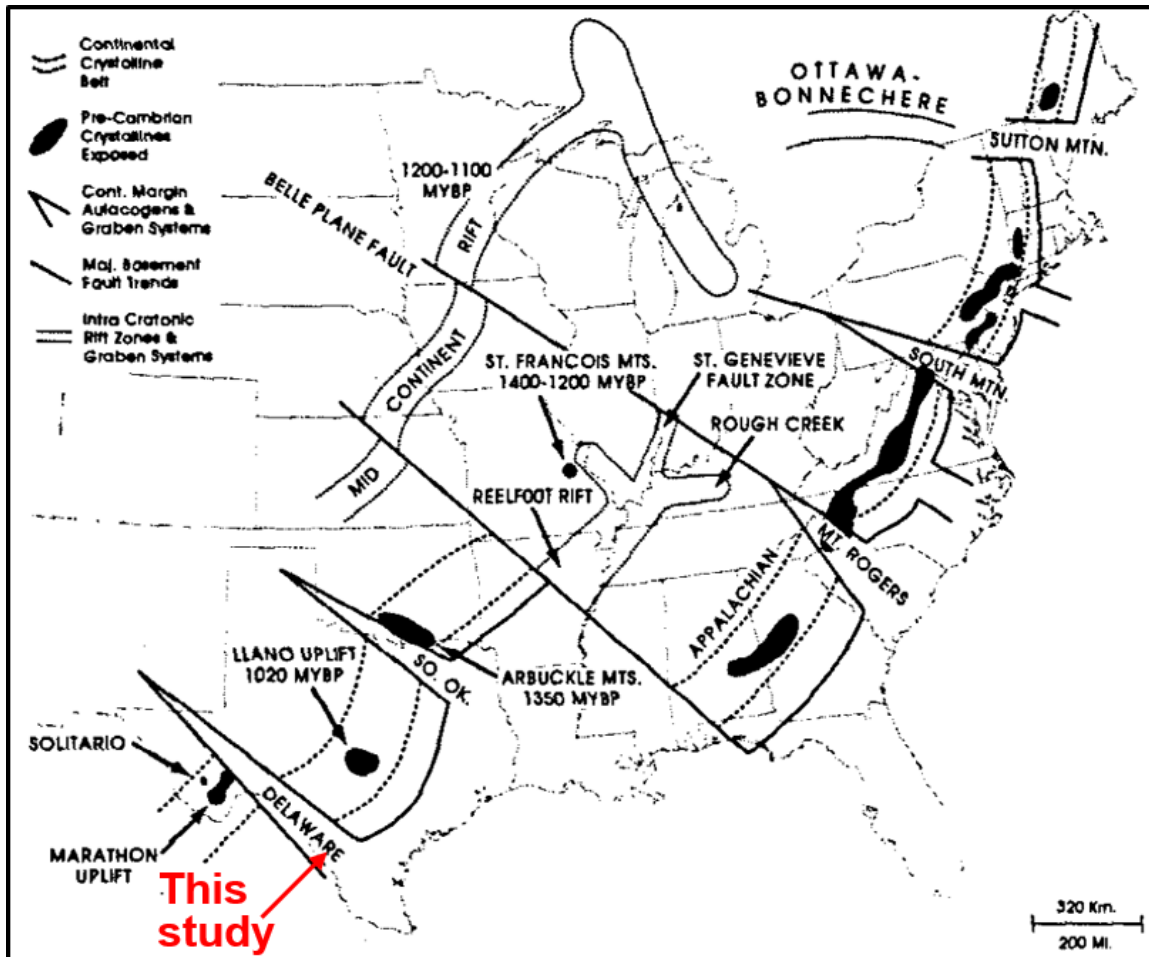 Continental
Crystalline
Belt
Pre-Cambrian
Crystallines
Exposed
Cont. Margin
Aulacogens &
Graben Systems
Maj. Basement
Fault Trends
Intra Cratonic
Rift Zones &
Graben Systems
OTTAWA-
BONNECHERE
SUTTON MTN.
1200-1100
MYBP
BELLE PLANE FAULT
RIFT
CONTINENT
MID
ST. FRANCOIS MTS.
1400-1200 MYBP
ST. GENEVIEVE
FAULT ZONE
SOUTH MTN.
ROUGH CREEK
REELFOOT RIFT
MT. ROGERS
APPALACHIAN
LLANO UPLIFT
1020 MYBP
SO. OK.
ARBUCKLE MTS.
1350 MYBP
SOLITARIO
DELAWARE
MARATHON
UPLIFT
This
study
320 Km.
200 MI.